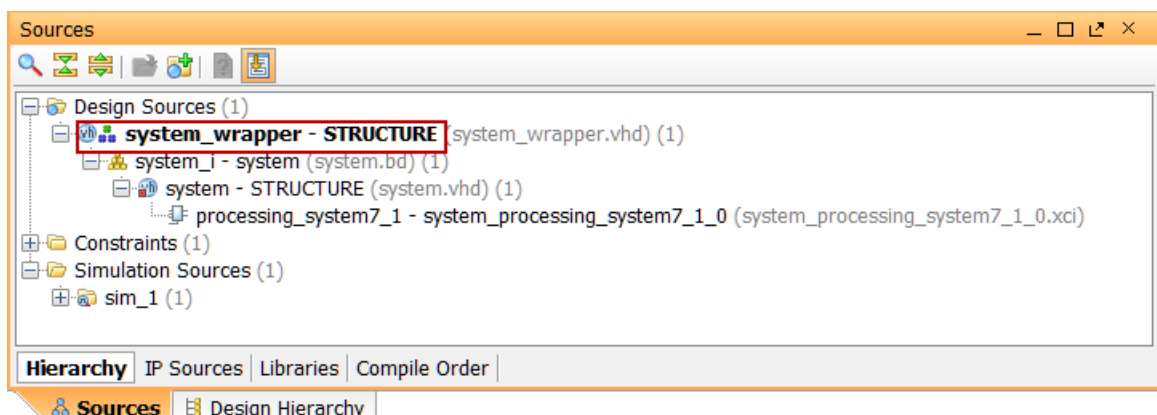 Sources
Design Sources (1)
system_wrapper - STRUCTURE (system_wrapper.vhd) (1)
system_i - system (system.bd) (1)
system - STRUCTURE (system.vhd) (1)
processing_system7_1 - system_processing_system7_1_0 (system_processing_system7_1_0.xci)
Constraints (1)
Simulation Sources (1)
sim_1 (1)
Hierarchy IP Sources Libraries Compile Order
Sources Design Hierarchy